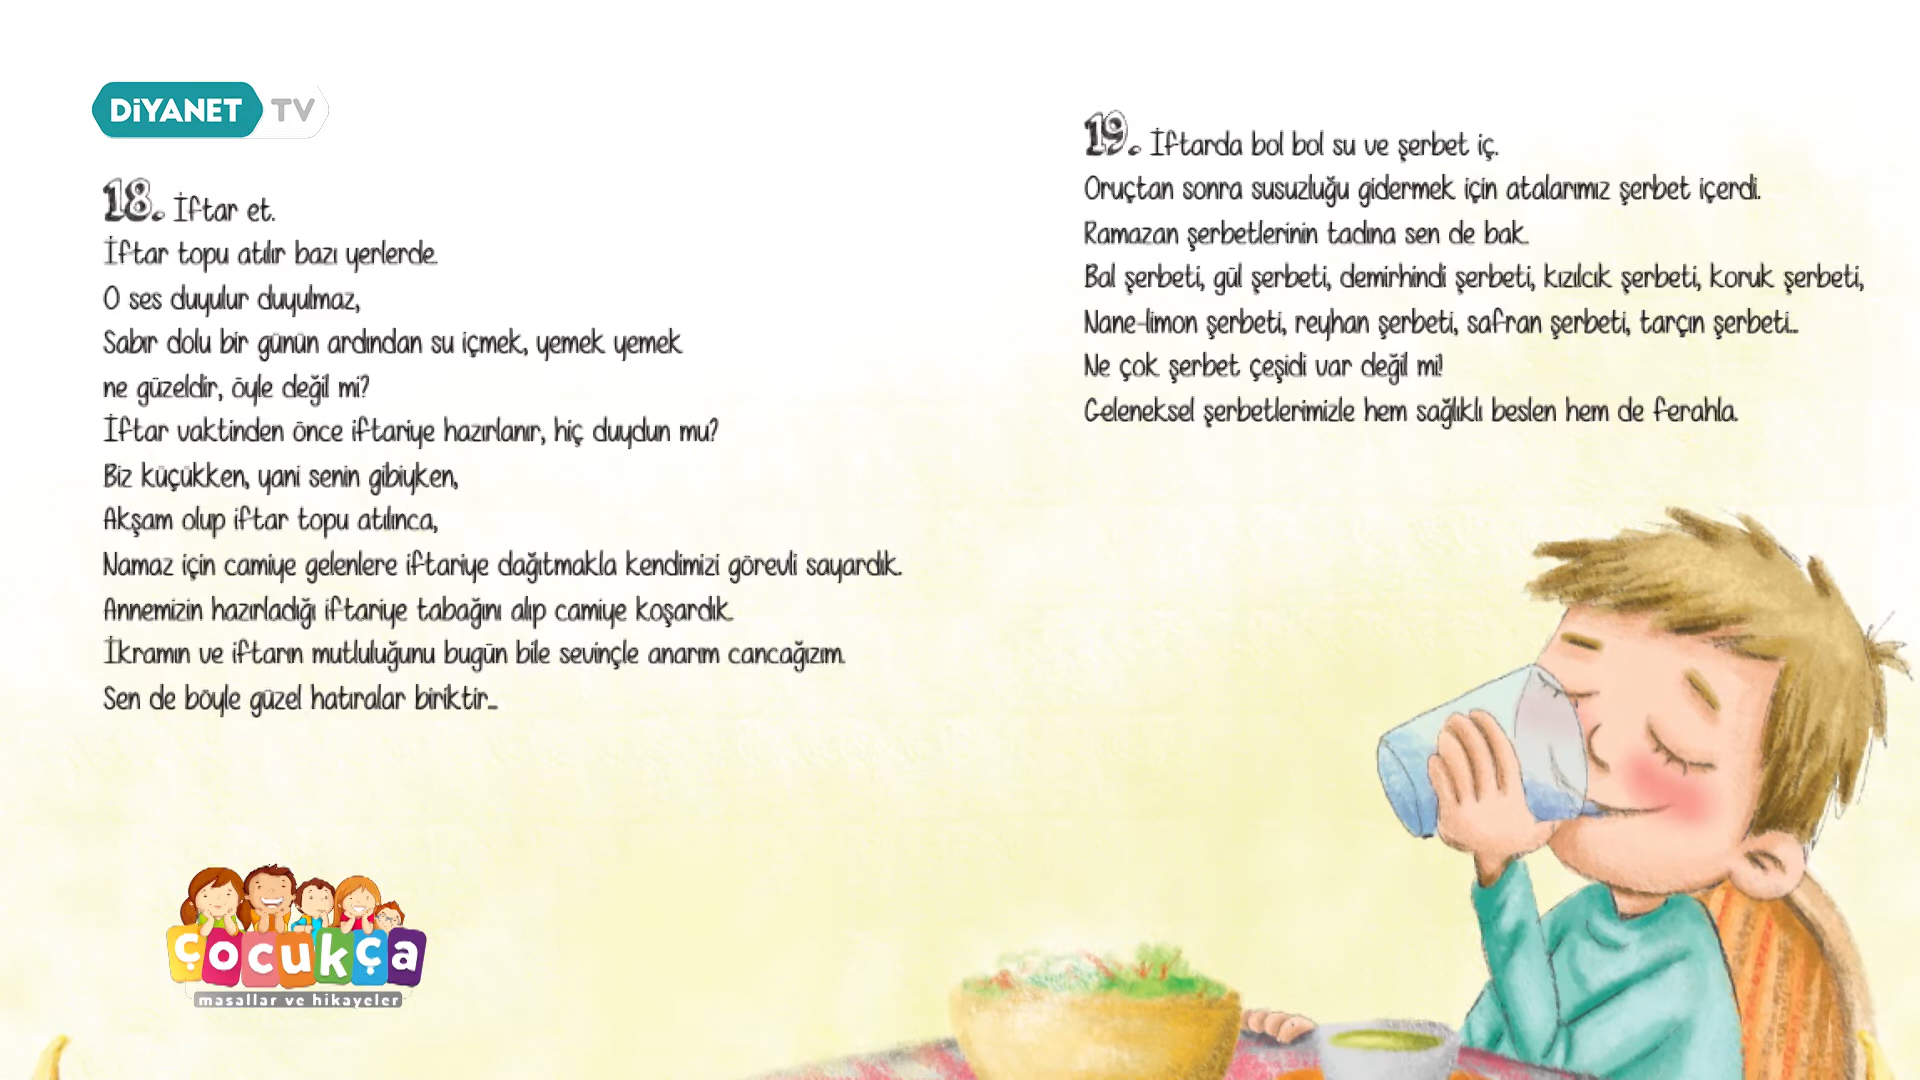 DİYANET TV
18. İftar et.
İftar topu atılır bazı yerlerde.
O ses duyulur duyulmaz,
Sabır dolu bir günün ardından su içmek, yemek yemek
ne güzeldir, öyle değil mi?
İftar vaktinden önce iftariye hazırlanır, hiç duydun mu?
Biz küçükken, yani senin gibiyken,
Akşam olup iftar topu atılınca,
Namaz için camiye gelenlere iftariye dağıtmakla kendimizi görevli sayardık.
Annemizin hazırladığı iftariye tabağını alıp camiye koşardık.
İkramın ve iftarın mutluluğunu bugün bile sevinçle anarım cancağızım.
Sen de böyle güzel hatıralar biriktir...
19. İftarda bol bol su ve şerbet iç.
Oruçtan sonra susuzluğu gidermek için atalarımız şerbet içerdi.
Ramazan şerbetlerinin tadına sen de bak.
Bal şerbeti, gül şerbeti, demirhindi şerbeti, kızılcık şerbeti, koruk şerbeti,
Nane-limon şerbeti, reyhan şerbeti, safran şerbeti, tarçın şerbeti...
Ne çok şerbet çeşidi var değil mi!
Geleneksel şerbetlerimizle hem sağlıklı beslen hem de ferahla.
çocukça
masallar ve hikayeler